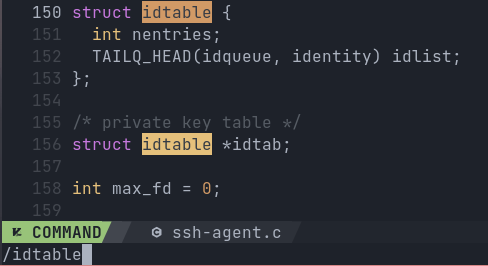 150 struct idtable {
151   int nentries;
152   TAILQ_HEAD(idqueue, identity) idlist;
153 };
154
155 /* private key table */
156 struct idtable *idtab;
157
158 int max_fd = 0;
159
COMMAND ssh-agent.c
/idtable